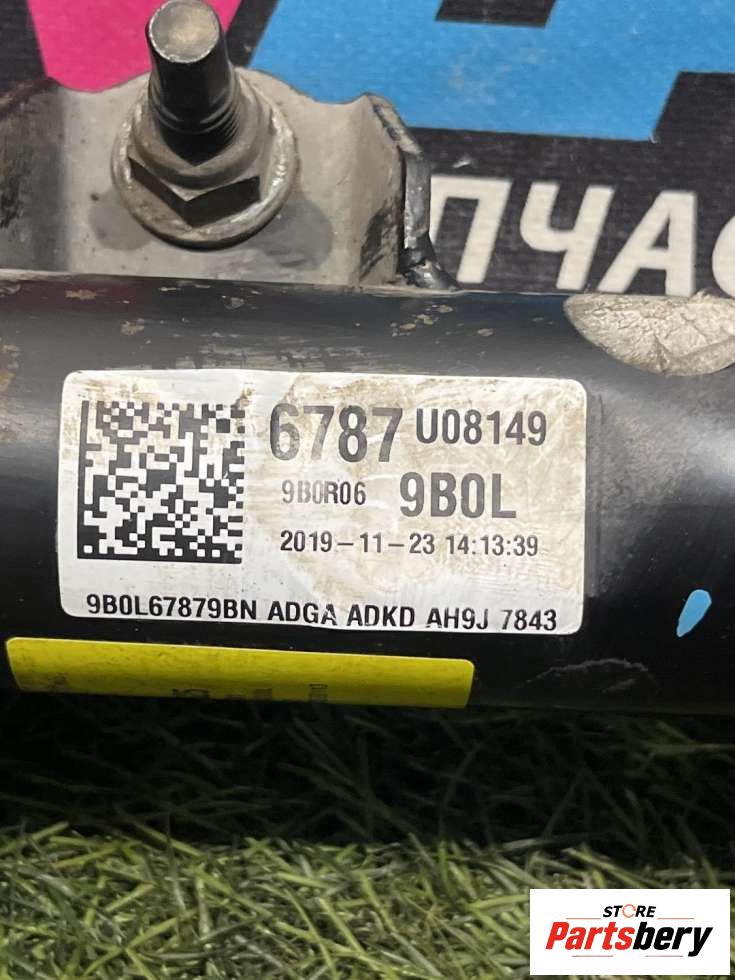 ПЧАС
6787 U08149
9B0R06 9B0L
2019-11-23 14:13:39
9B0L67879BN ADGA ADKD AH9J 7843
STORE
Partsbery